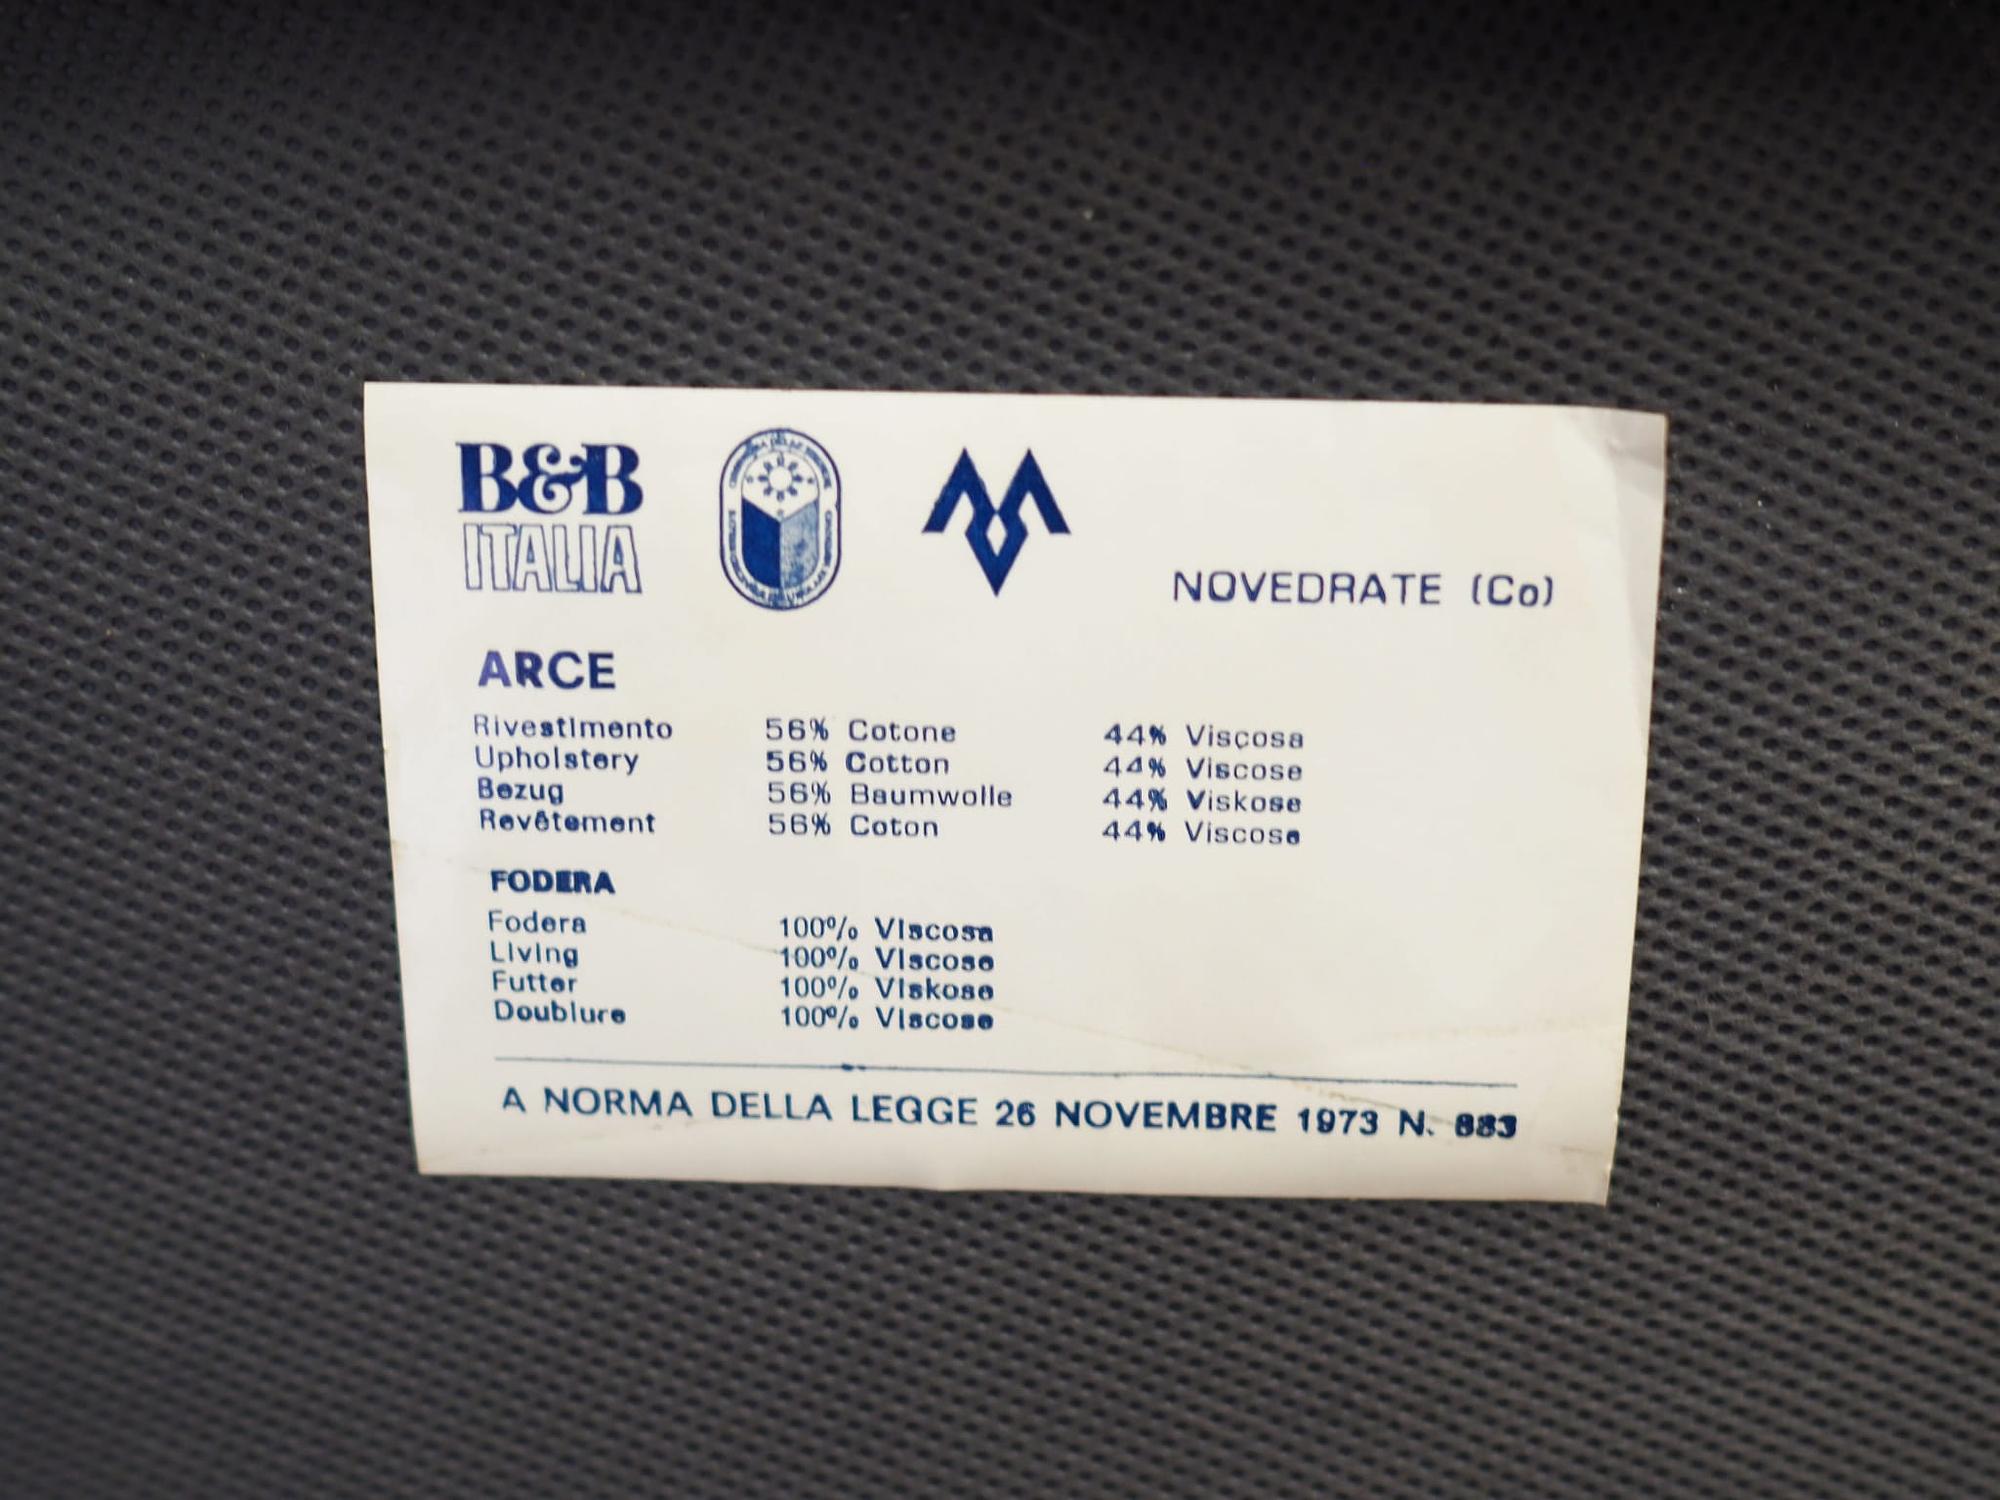 B&B
ITALIA
NOVEDRATE (Co)
ARCE
Rivestimento 56% Cotone 44% Viscosa
Upholstery 56% Cotton 44% Viscose
Bezug 56% Baumwolle 44% Viskose
Revêtement 56% Coton 44% Viscose
FODERA
Fodera 100% Viscosa
Living 100% Viscose
Futter 100% Viskose
Doublure 100% Viscose
A NORMA DELLA LEGGE 26 NOVEMBRE 1973 N. 883